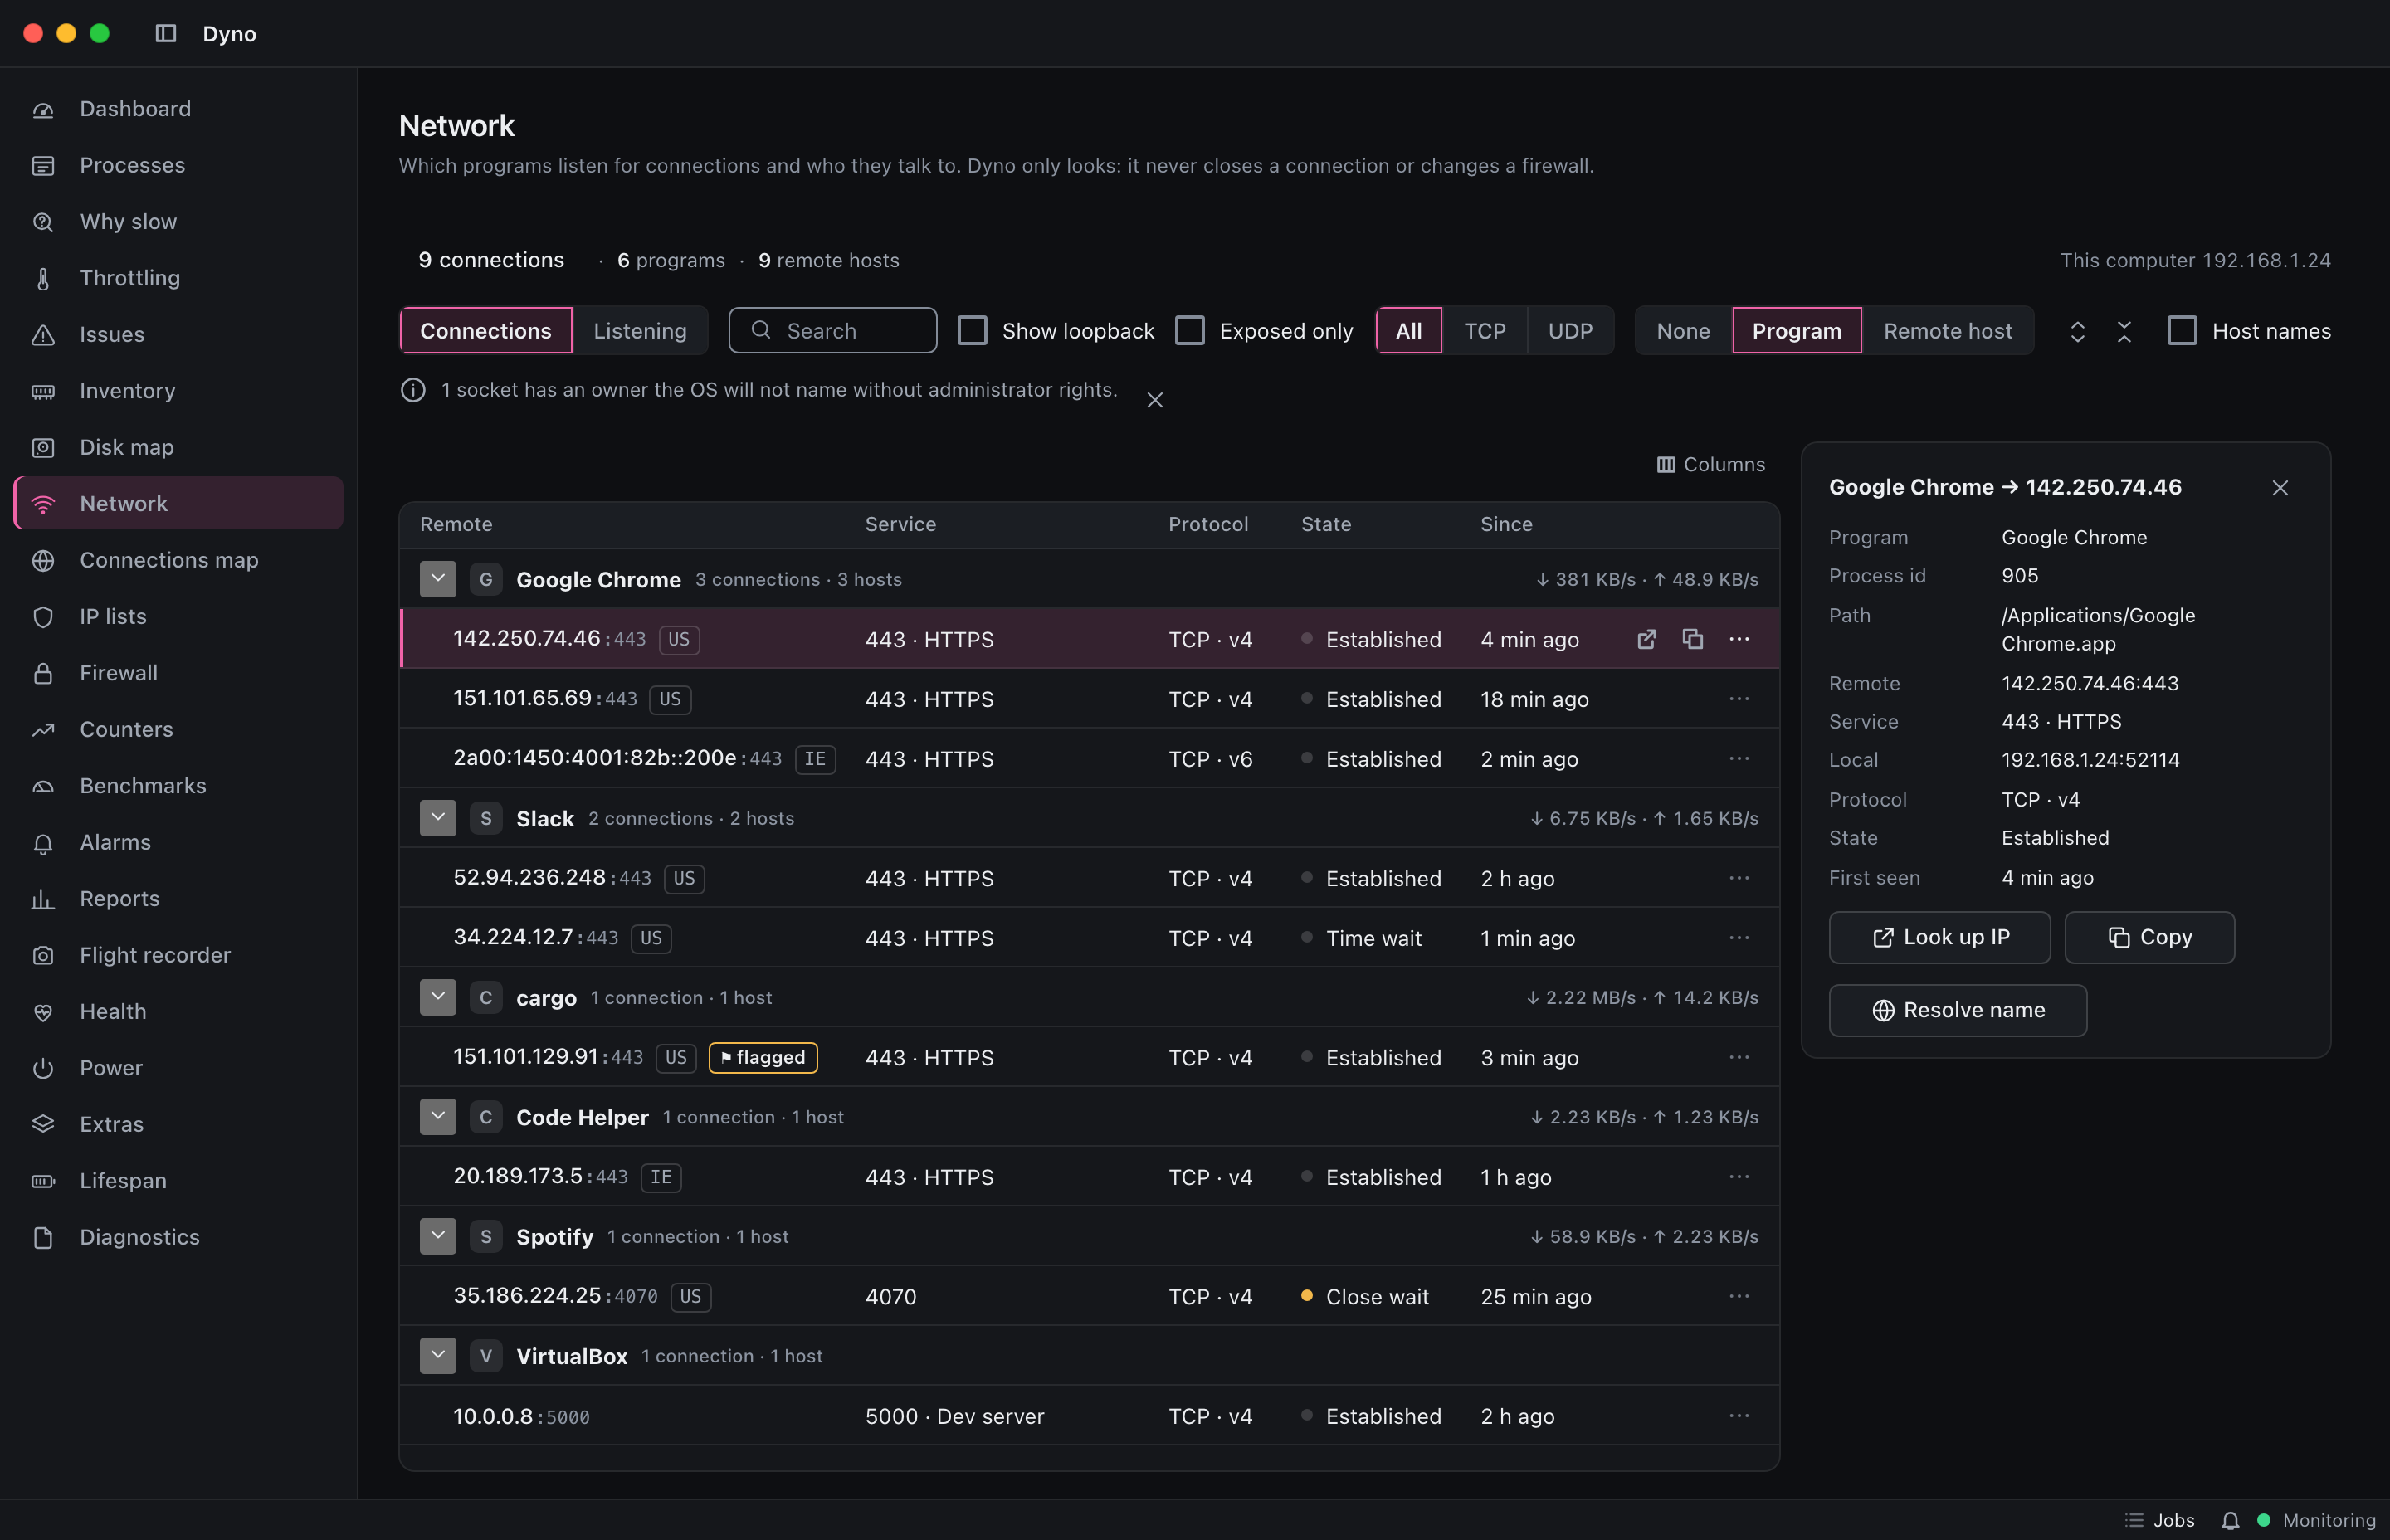 Dyno
Dashboard
Processes
Why slow
Throttling
Issues
Inventory
Disk map
Network
Connections map
IP lists
Firewall
Counters
Benchmarks
Alarms
Reports
Flight recorder
Health
Power
Extras
Lifespan
Diagnostics
Network
Which programs listen for connections and who they talk to. Dyno only looks: it never closes a connection or changes a firewall.
9 connections · 6 programs · 9 remote hosts
This computer 192.168.1.24
Connections Listening Search Show loopback Exposed only All TCP UDP None Program Remote host Host names
1 socket has an owner the OS will not name without administrator rights.
Columns
Remote Service Protocol State Since
G Google Chrome 3 connections · 3 hosts ↓ 381 KB/s · ↑ 48.9 KB/s
142.250.74.46:443 US 443 · HTTPS TCP · v4 Established 4 min ago ···
151.101.65.69:443 US 443 · HTTPS TCP · v4 Established 18 min ago ···
2a00:1450:4001:82b::200e:443 IE 443 · HTTPS TCP · v6 Established 2 min ago ···
S Slack 2 connections · 2 hosts ↓ 6.75 KB/s · ↑ 1.65 KB/s
52.94.236.248:443 US 443 · HTTPS TCP · v4 Established 2 h ago ···
34.224.12.7:443 US 443 · HTTPS TCP · v4 Time wait 1 min ago ···
C cargo 1 connection · 1 host ↓ 2.22 MB/s · ↑ 14.2 KB/s
151.101.129.91:443 US flagged 443 · HTTPS TCP · v4 Established 3 min ago ···
C Code Helper 1 connection · 1 host ↓ 2.23 KB/s · ↑ 1.23 KB/s
20.189.173.5:443 IE 443 · HTTPS TCP · v4 Established 1 h ago ···
S Spotify 1 connection · 1 host ↓ 58.9 KB/s · ↑ 2.23 KB/s
35.186.224.25:4070 US 4070 TCP · v4 Close wait 25 min ago ···
V VirtualBox 1 connection · 1 host
10.0.0.8:5000 5000 · Dev server TCP · v4 Established 2 h ago ···
Google Chrome → 142.250.74.46
Program Google Chrome
Process id 905
Path /Applications/Google
Chrome.app
Remote 142.250.74.46:443
Service 443 · HTTPS
Local 192.168.1.24:52114
Protocol TCP · v4
State Established
First seen 4 min ago
Look up IP Copy
Resolve name
Jobs Monitoring